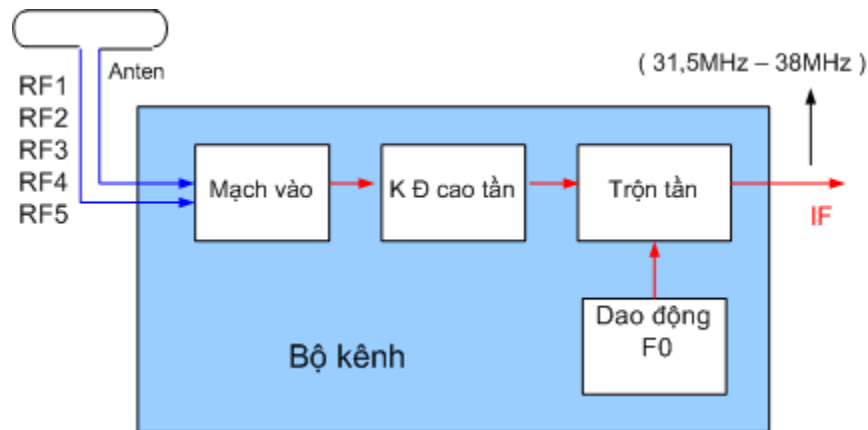 Anten
RF1
RF2
RF3
RF4
RF5
( 31,5MHz – 38MHz )
Mạch vào
K Đ cao tần
Trộn tần
IF
Dao động
F0
Bộ kênh